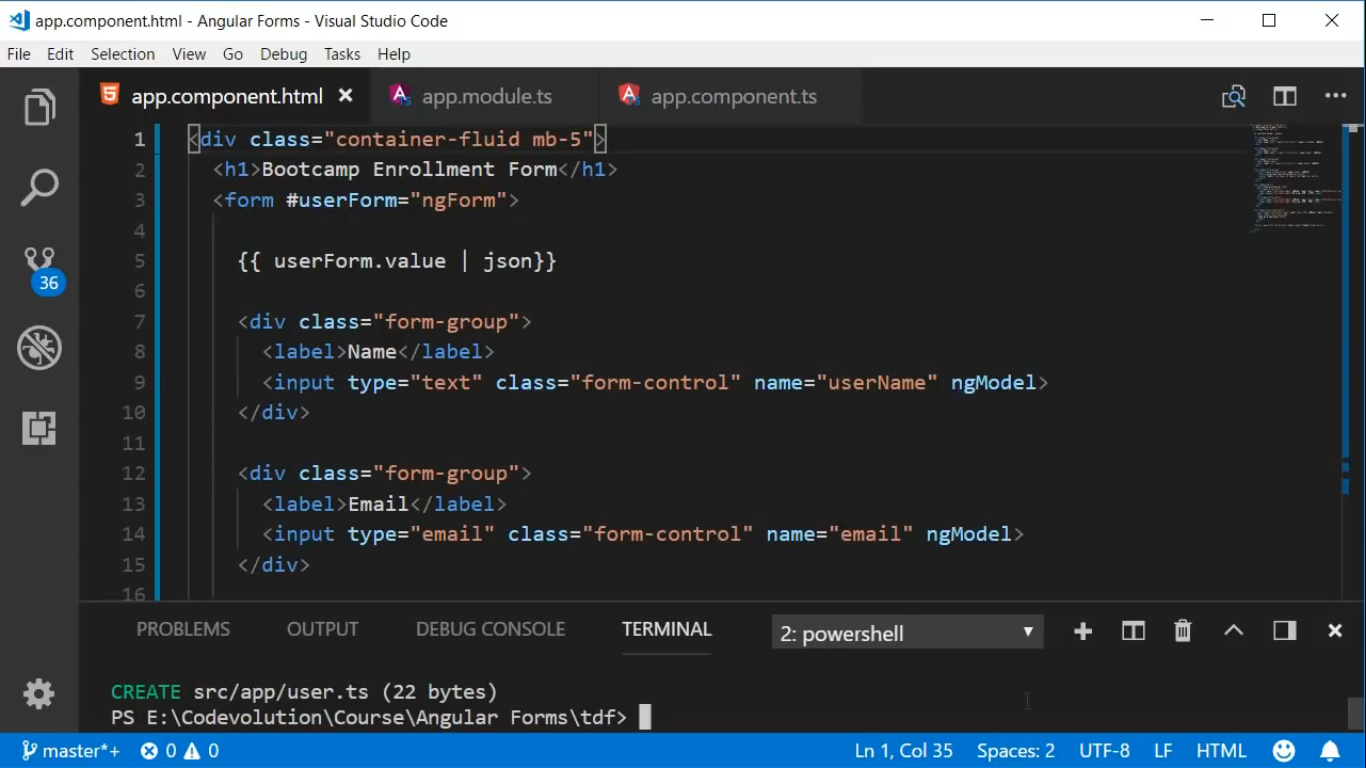 app.component.html - Angular Forms - Visual Studio Code
File Edit Selection View Go Debug Tasks Help
app.component.html app.module.ts app.component.ts
1 <div class="container-fluid mb-5">
2 <h1>Bootcamp Enrollment Form</h1>
3 <form #userForm="ngForm">
4
5 {{ userForm.value | json}}
6
7 <div class="form-group">
8 <label>Name</label>
9 <input type="text" class="form-control" name="userName" ngModel>
10 </div>
11
12 <div class="form-group">
13 <label>Email</label>
14 <input type="email" class="form-control" name="email" ngModel>
15 </div>
16
36
PROBLEMS OUTPUT DEBUG CONSOLE TERMINAL 2: powershell
CREATE src/app/user.ts (22 bytes)
PS E:\Codevolution\Course\Angular Forms\tdf>
master*+ 0 0 Ln 1, Col 35 Spaces: 2 UTF-8 LF HTML